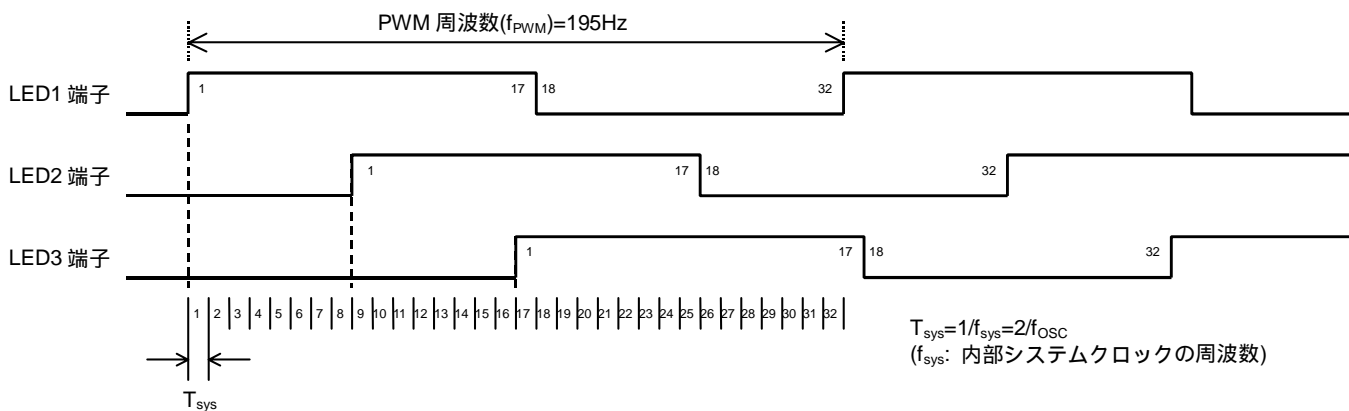 PWM 周波数(fPWM)=195Hz
LED1 端子 1 17 18 32
LED2 端子 1 17 18 32
LED3 端子 1 17 18 32
1 2 3 4 5 6 7 8 9 10 11 12 13 14 15 16 17 18 19 20 21 22 23 24 25 26 27 28 29 30 31 32
Tsys=1/fsys=2/fOSC
(fsys: 内部システムクロックの周波数)
Tsys